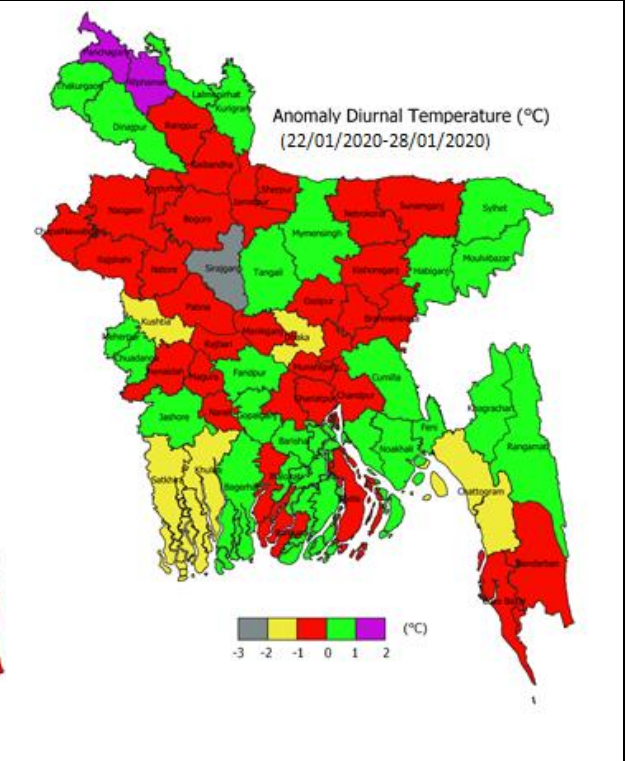 Panchagarh
Nilphamari
Thakurgaon
Lalmonirhat
Kurigram
Dinajpur
Rangpur
Anomaly Diurnal Temperature (°C)
(22/01/2020-28/01/2020)
Gaibandha
Joypurhat
Sherpur
Jamalpur
Naogaon
Bogora
Netrokona
Sunamganj
Sylhet
Chapai Nawabganj
Mymensingh
Rajshahi
Natore
Sirajganj
Tangail
Kishoreganj
Habiganj
Moulvibazar
Pabna
Gazipur
Brahmanbaria
Kushtia
Meherpur
Manikganj
Dhaka
Rajbari
Chuadanga
Jhenaidah
Magura
Faridpur
Munshiganj
Cumilla
Shariatpur
Chandpur
Khagrachari
Jashore
Narail
Gopalganj
Feni
Barishal
Noakhali
Rangamati
Satkhira
Khulna
Bagerhat
Chattogram
Bandarban
Cox Bazar
(°C)
-3 -2 -1 0 1 2